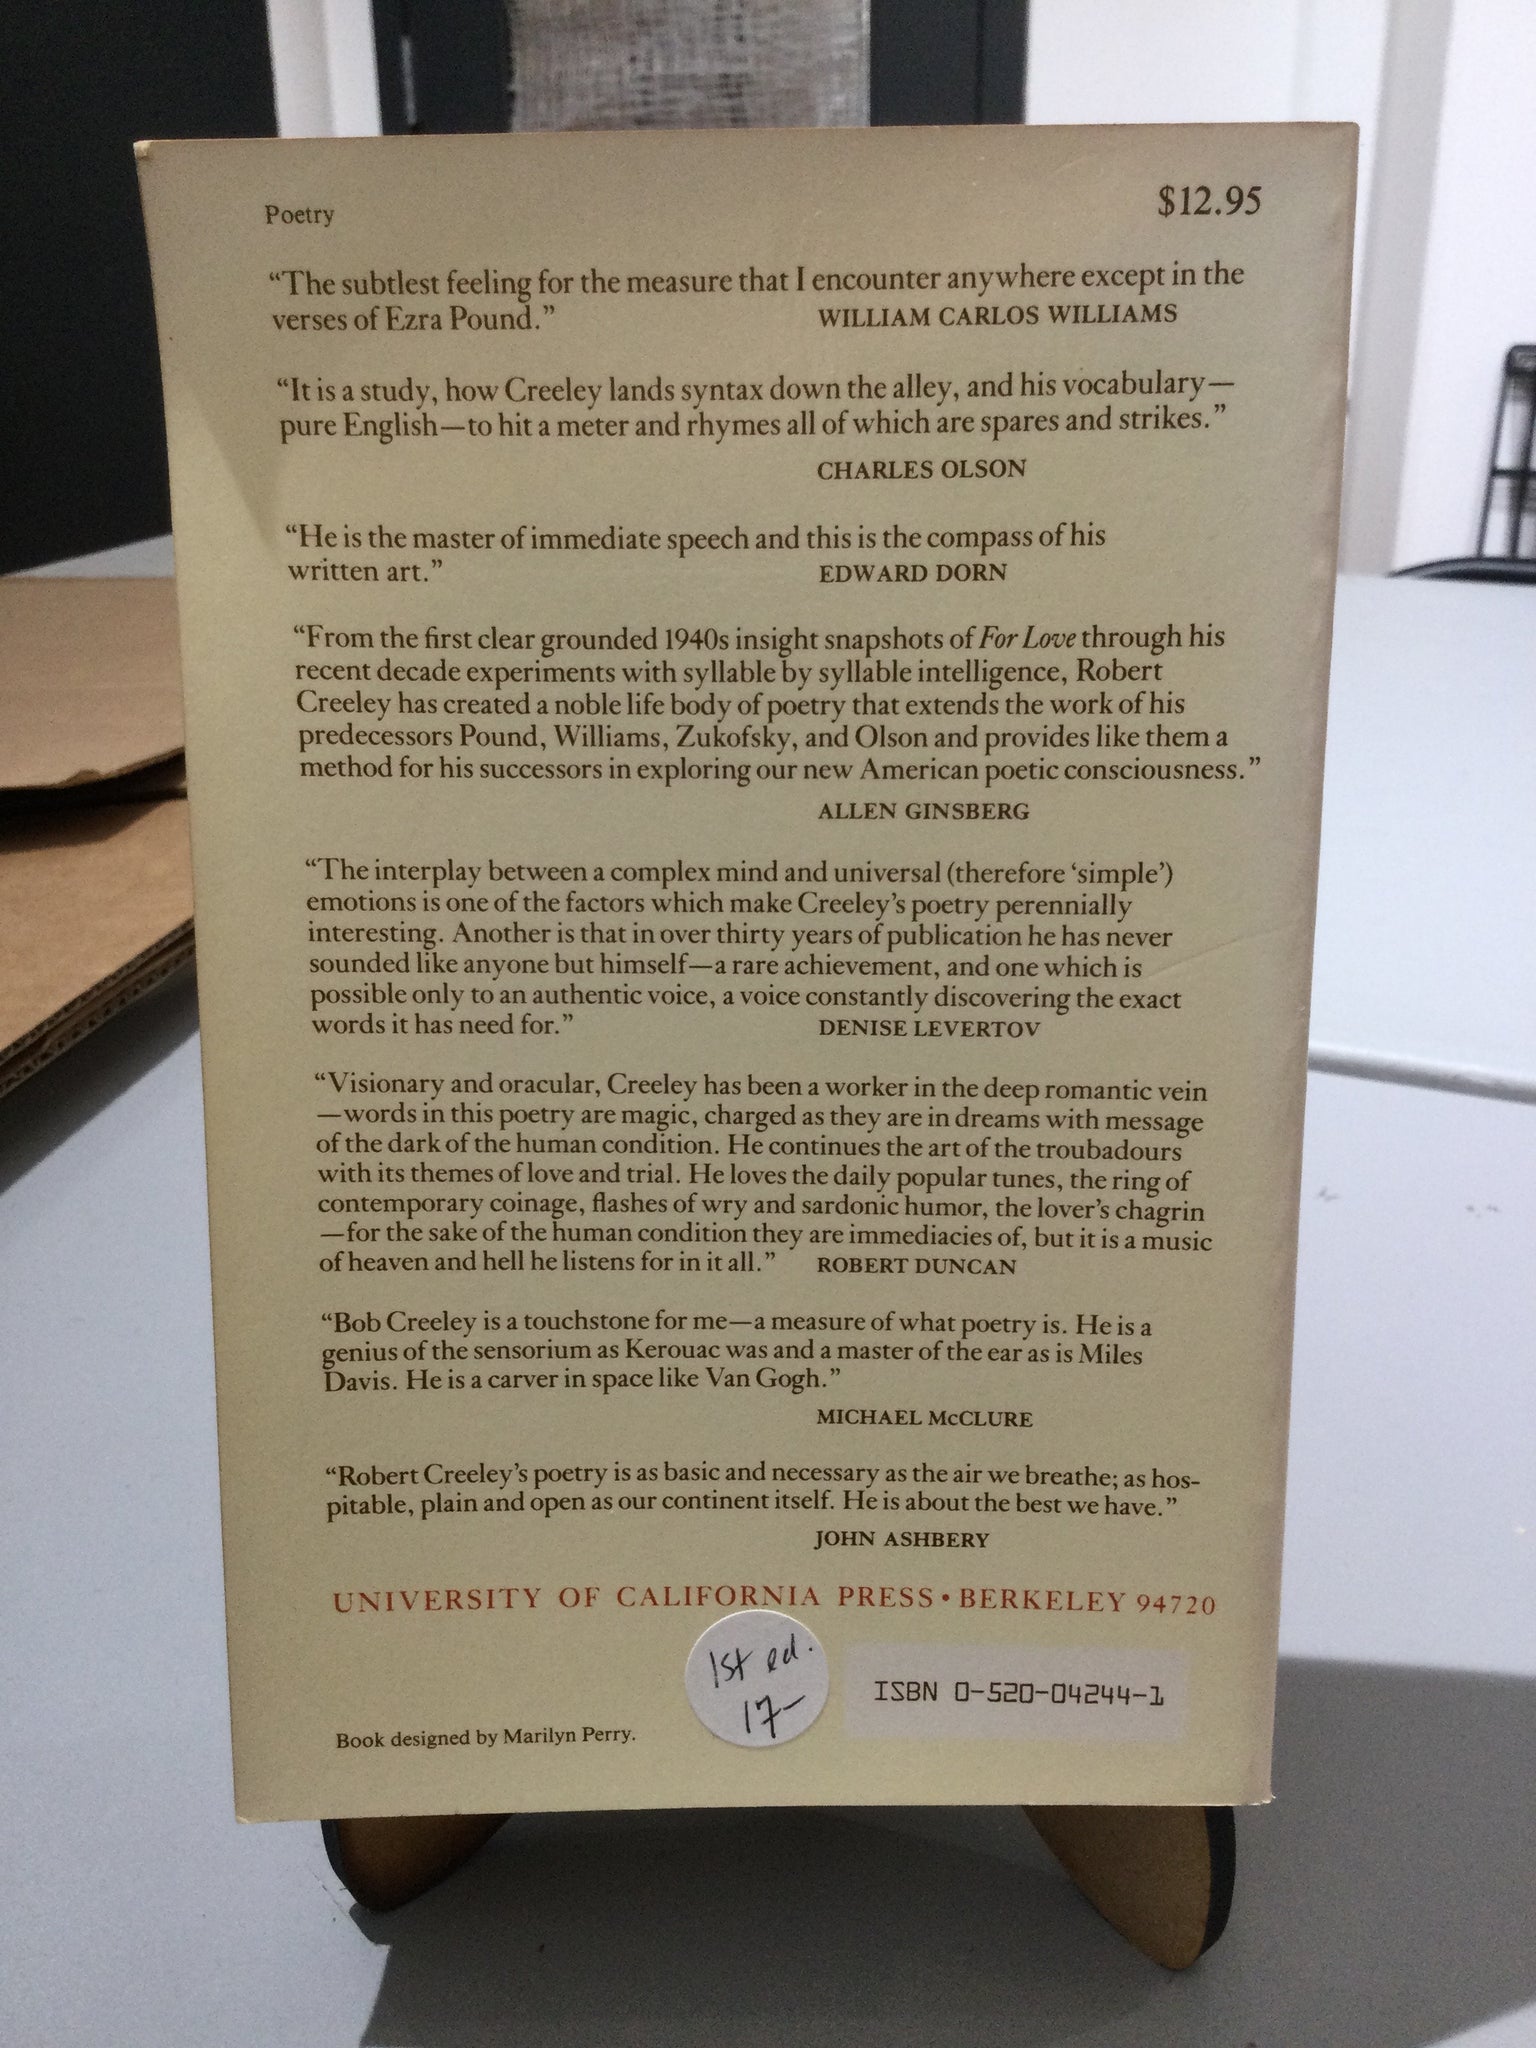 Poetry
$12.95
“The subtlest feeling for the measure that I encounter anywhere except in the
verses of Ezra Pound.”
WILLIAM CARLOS WILLIAMS
“It is a study, how Creeley lands syntax down the alley, and his vocabulary—
pure English—to hit a meter and rhymes all of which are spares and strikes.”
CHARLES OLSON
“He is the master of immediate speech and this is the compass of his
written art.”
EDWARD DORN
“From the first clear grounded 1940s insight snapshots of For Love through his
recent decade experiments with syllable by syllable intelligence, Robert
Creeley has created a noble life body of poetry that extends the work of his
predecessors Pound, Williams, Zukofsky, and Olson and provides like them a
method for his successors in exploring our new American poetic consciousness.”
ALLEN GINSBERG
“The interplay between a complex mind and universal (therefore ‘simple’)
emotions is one of the factors which make Creeley’s poetry perennially
interesting. Another is that in over thirty years of publication he has never
sounded like anyone but himself—a rare achievement, and one which is
possible only to an authentic voice, a voice constantly discovering the exact
words it has need for.”
DENISE LEVERTOV
“Visionary and oracular, Creeley has been a worker in the deep romantic vein
—words in this poetry are magic, charged as they are in dreams with message
of the dark of the human condition. He continues the art of the troubadours
with its themes of love and trial. He loves the daily popular tunes, the ring of
contemporary coinage, flashes of wry and sardonic humor, the lover’s chagrin
—for the sake of the human condition they are immediacies of, but it is a music
of heaven and hell he listens for in it all.”
ROBERT DUNCAN
“Bob Creeley is a touchstone for me—a measure of what poetry is. He is a
genius of the sensorium as Kerouac was and a master of the ear as is Miles
Davis. He is a carver in space like Van Gogh.”
MICHAEL McCLURE
“Robert Creeley’s poetry is as basic and necessary as the air we breathe; as hos-
pitable, plain and open as our continent itself. He is about the best we have.”
JOHN ASHBERY
UNIVERSITY OF CALIFORNIA PRESS • BERKELEY 94720
1st ed.
17-
ISBN 0-520-04244-1
Book designed by Marilyn Perry.